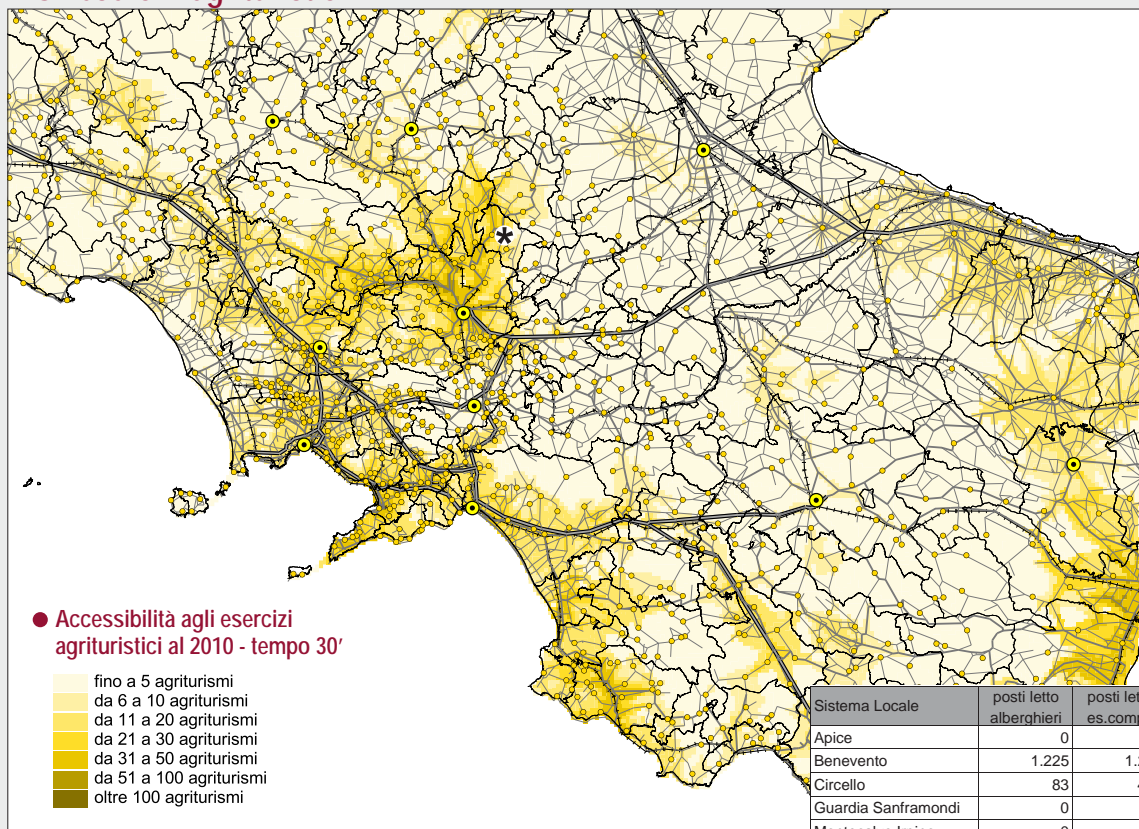 ● Accessibilità agli esercizi
agrituristici al 2010 - tempo 30'
fino a 5 agriturismi
da 6 a 10 agriturismi
da 11 a 20 agriturismi
da 21 a 30 agriturismi
da 31 a 50 agriturismi
da 51 a 100 agriturismi
oltre 100 agriturismi
*
Sistema Locale posti letto alberghieri
Apice 0
Benevento 1.225
Circello 83
Guardia Sanframondi 0